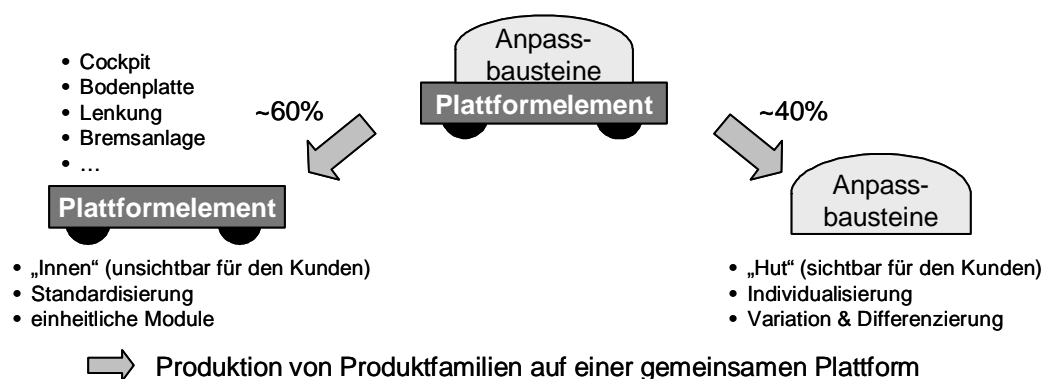 Anpass-
bausteine
Plattformelement
• Cockpit
• Bodenplatte
• Lenkung
• Bremsanlage
• ...
~60%
~40%
Plattformelement
• „Innen“ (unsichtbar für den Kunden)
• Standardisierung
• einheitliche Module
Anpass-
bausteine
• „Hut“ (sichtbar für den Kunden)
• Individualisierung
• Variation & Differenzierung
Produktion von Produktfamilien auf einer gemeinsamen Plattform